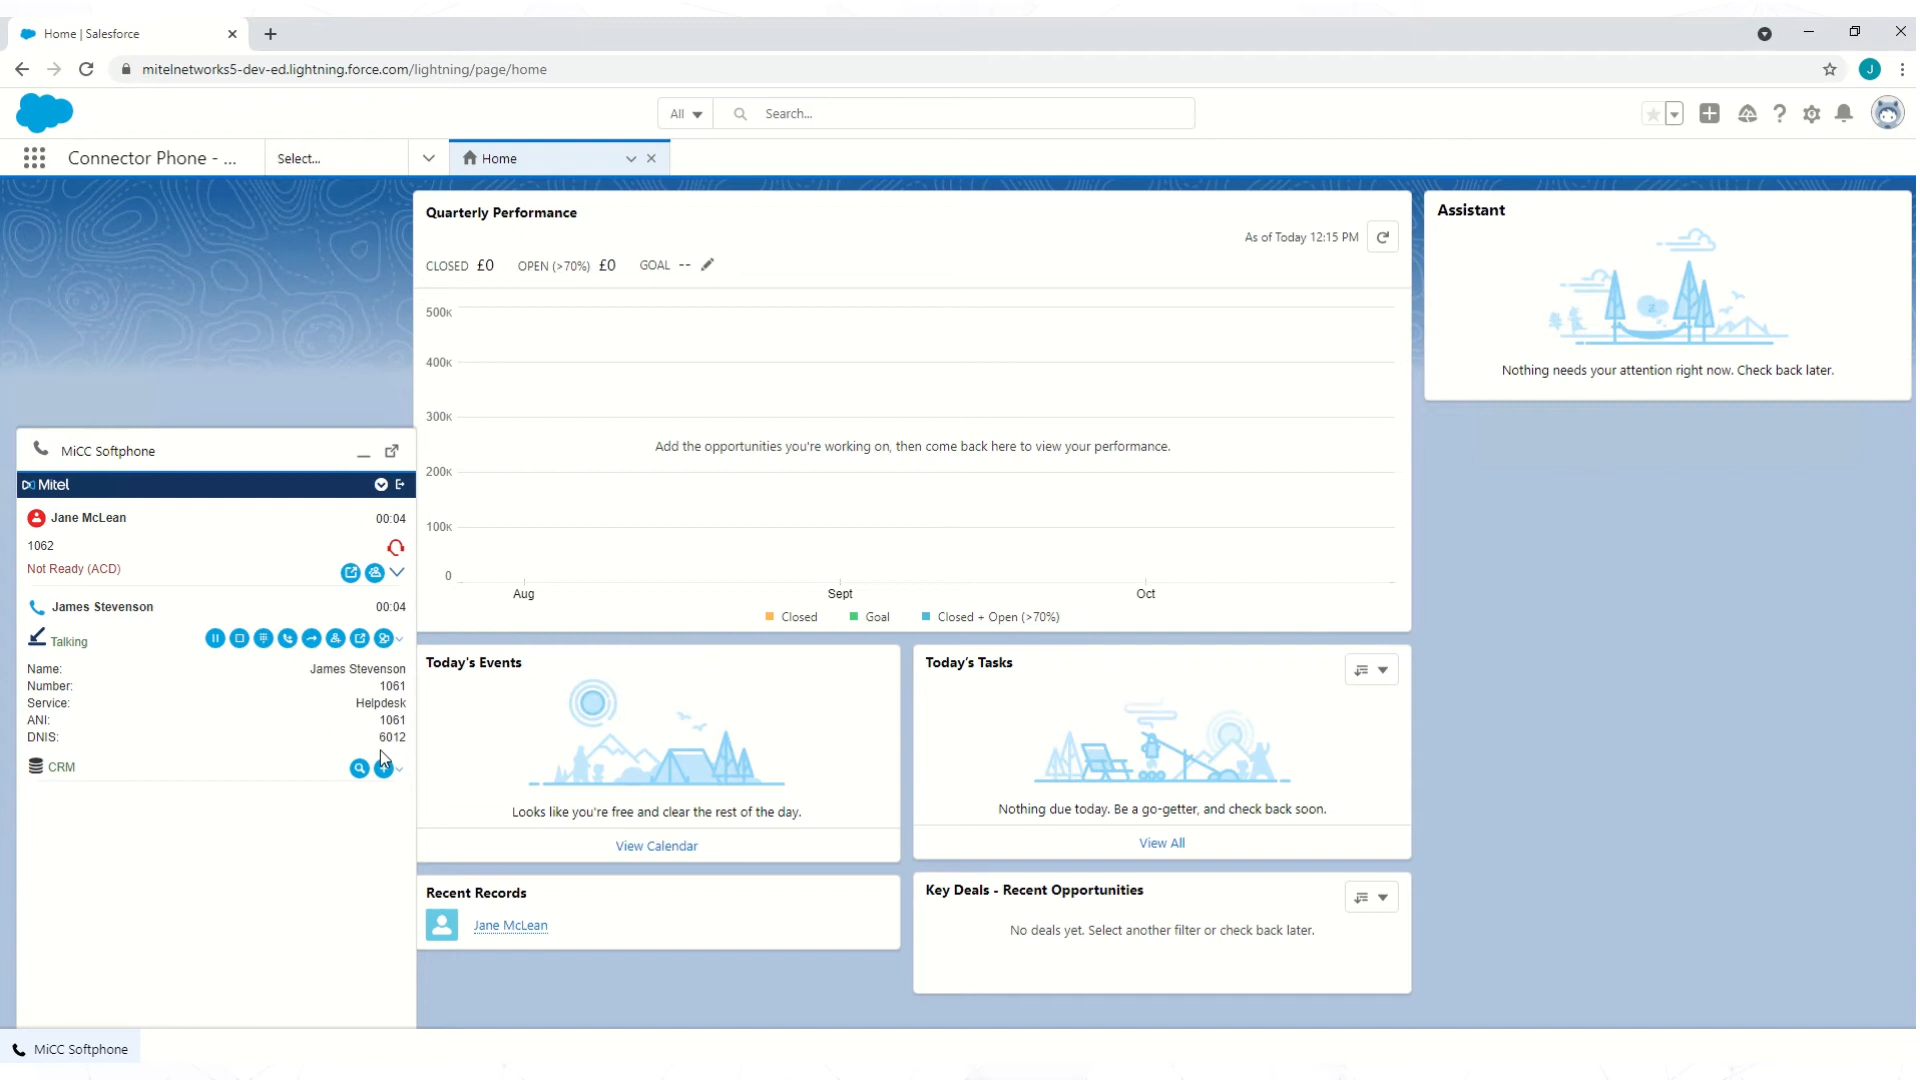 Home | Salesforce
mitelnetworks5-dev-ed.lightning.force.com/lightning/page/home
J
All
Search...
Connector Phone - ...
Select...
Home
Quarterly Performance
As of Today 12:15 PM
CLOSED £0 OPEN (>70%) £0 GOAL --
500K
400K
300K
200K
100K
0
Add the opportunities you're working on, then come back here to view your performance.
Aug Sept Oct
Closed Goal Closed + Open (>70%)
Assistant
Nothing needs your attention right now. Check back later.
MiCC Softphone
Mitel
Jane McLean 00:04
1062
Not Ready (ACD)
James Stevenson 00:04
Talking
Name: James Stevenson
Number: 1061
Service: Helpdesk
ANI: 1061
DNIS: 6012
CRM
Today's Events
Looks like you're free and clear the rest of the day.
View Calendar
Today's Tasks
Nothing due today. Be a go-getter, and check back soon.
View All
Recent Records
Jane McLean
Key Deals - Recent Opportunities
No deals yet. Select another filter or check back later.
MiCC Softphone